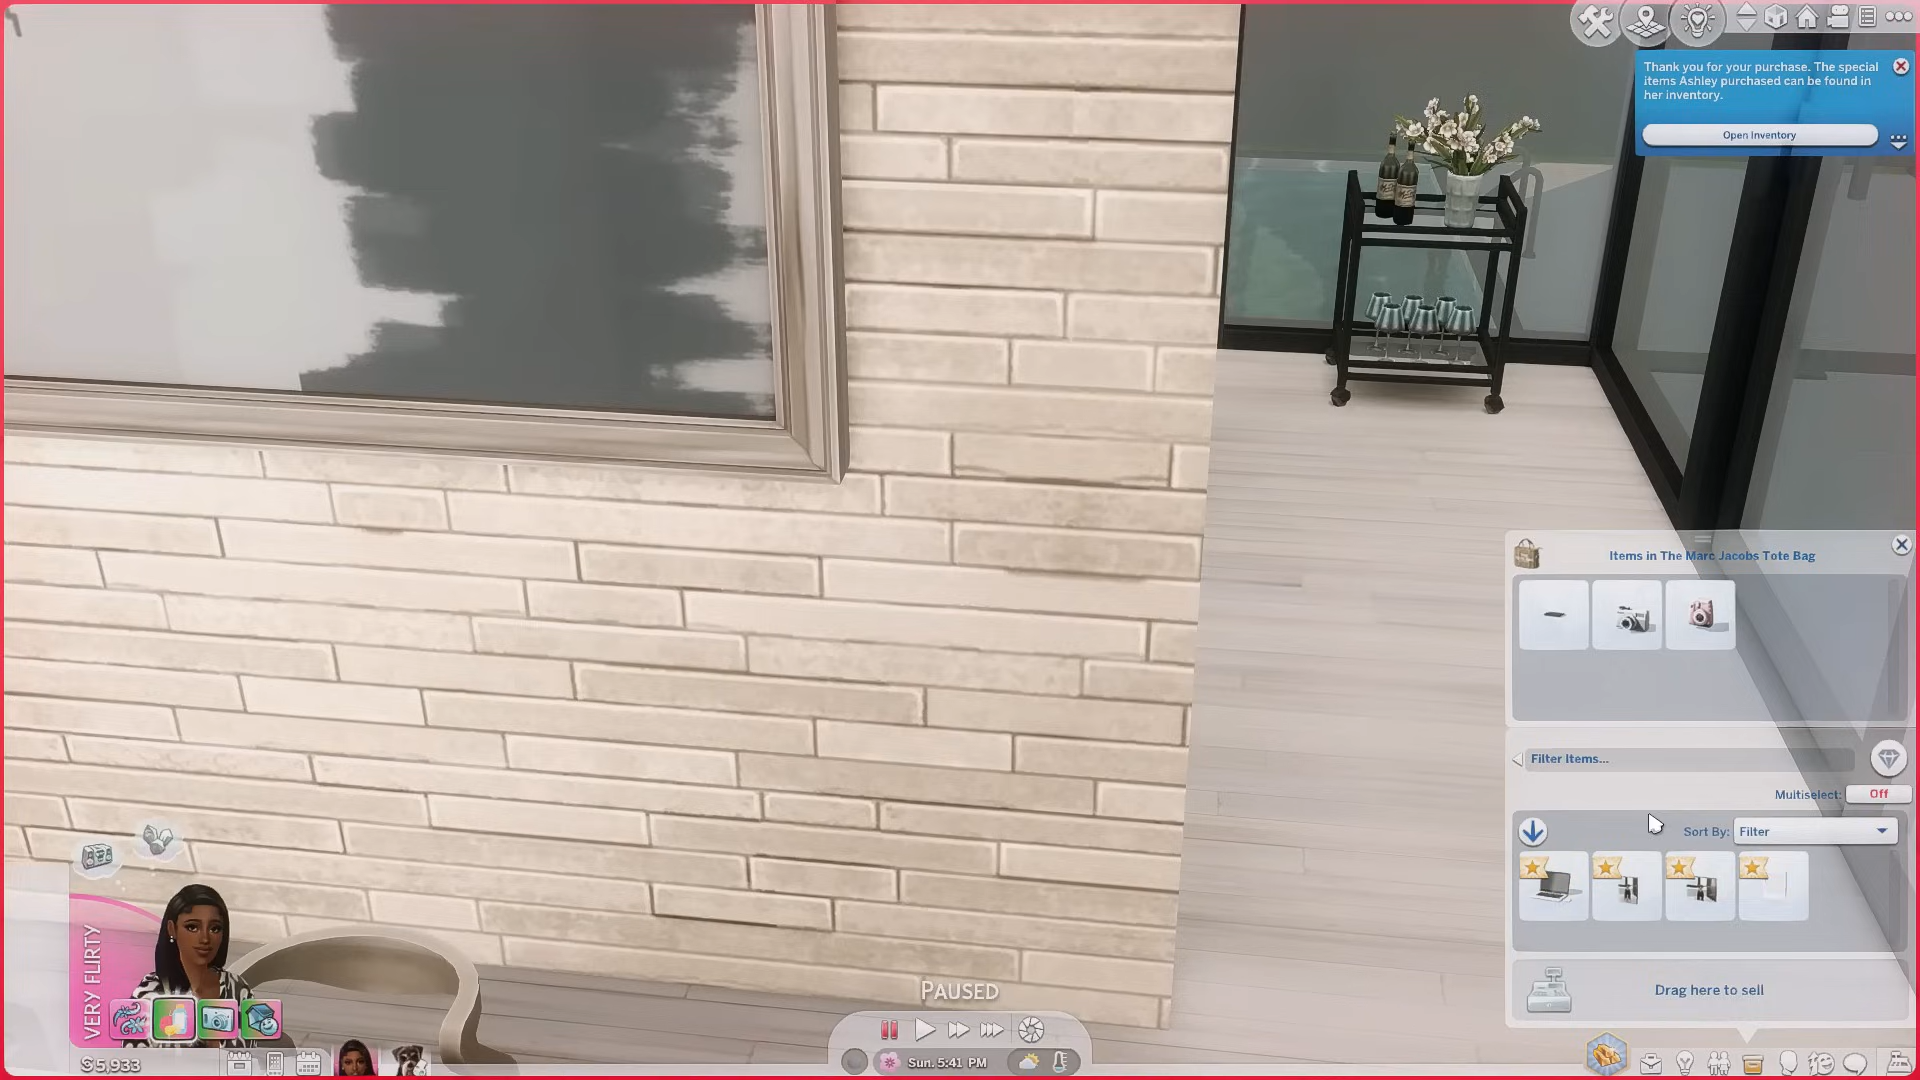 Thank you for your purchase. The special
items Ashley purchased can be found in
her inventory.
Open Inventory
Items in The Marc Jacobs Tote Bag
Filter Items...
Multiselect: Off
Sort By: Filter
Drag here to sell
VERY FLIRTY
PAUSED
§5,933
Sun. 5:41 PM